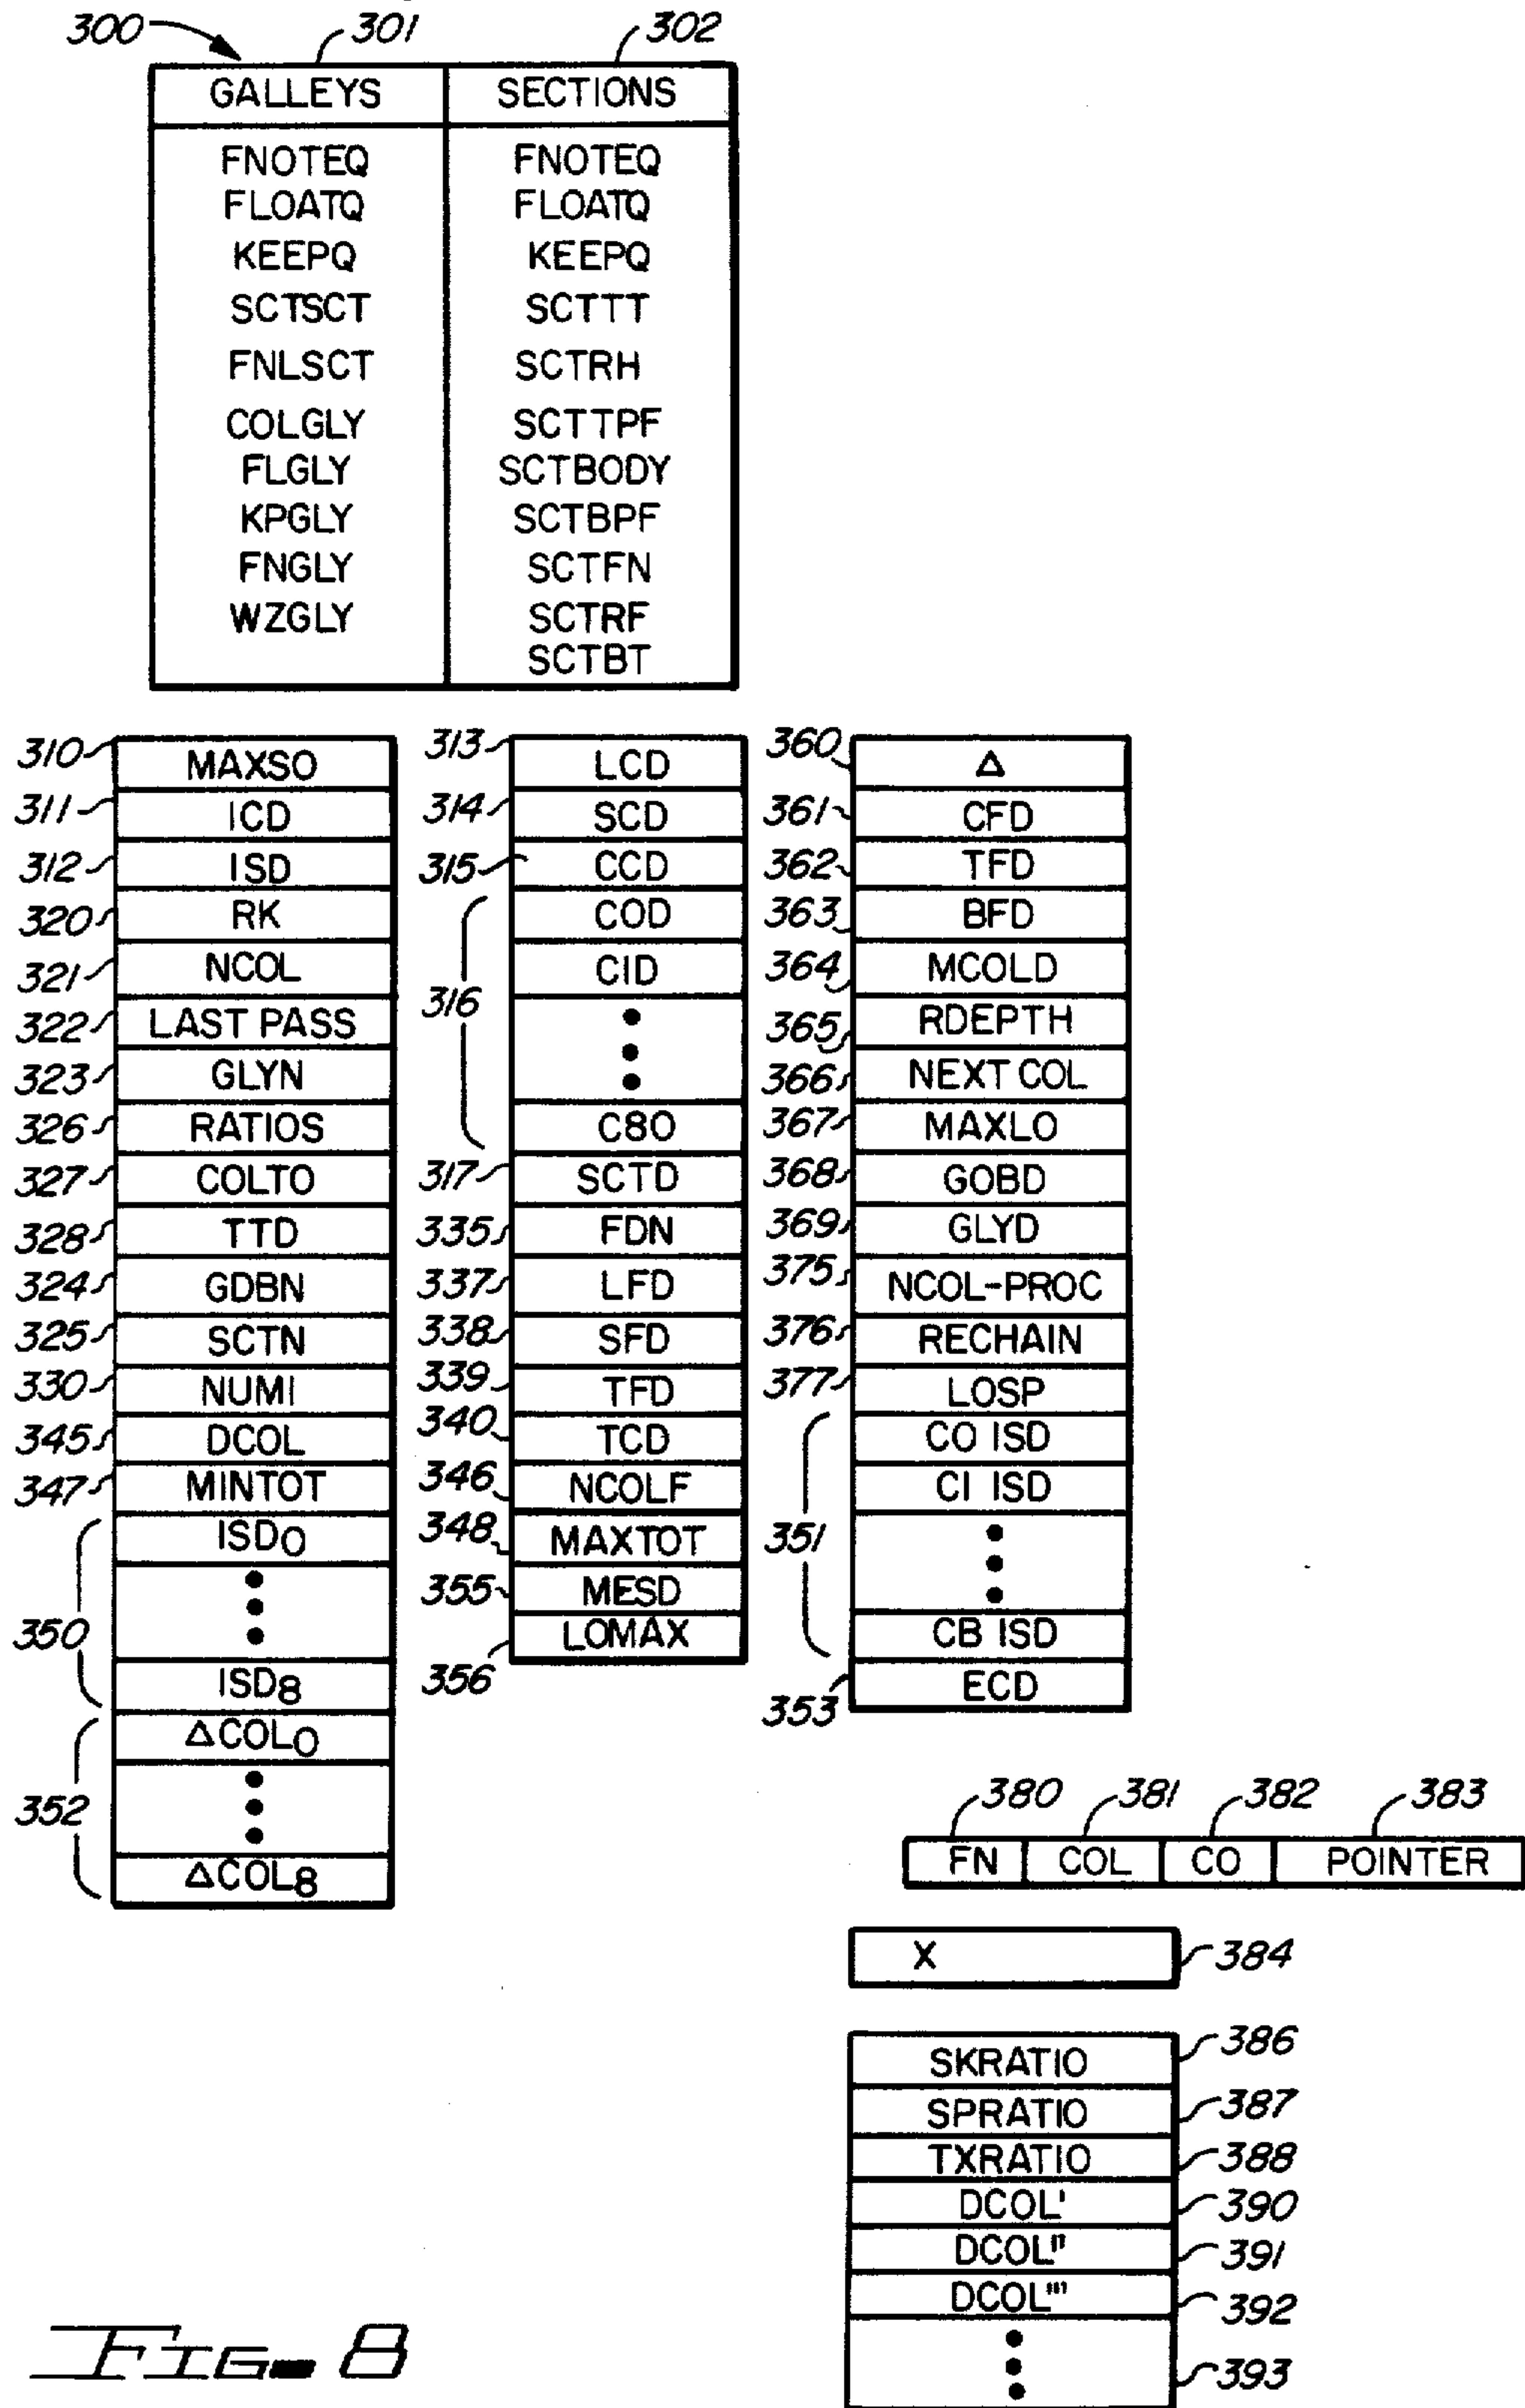 300 301 302
GALLEYS SECTIONS
FNOTEQ FNOTEQ
FLOATQ FLOATQ
KEEPQ KEEPQ
SCTSCT SCTTT
FNLSCT SCTRH
COLGLY SCTTPF
FLGLY SCTBODY
KPGLY SCTBPF
FNGLY SCTFN
WZGLY SCTRF
SCTBT
310 MAXSO
311 ICD
312 ISD
320 RK
321 NCOL
322 LAST PASS
323 GLYN
326 RATIOS
327 COLTO
328 TTD
324 GDBN
325 SCTN
330 NUMI
345 DCOL
347 MINTOT
350 ISD0
•
•
•
ISD8
352 ΔCOL0
•
•
•
ΔCOL8
313 LCD
314 SCD
315 CCD
316 COD
CID
•
•
•
C8O
317 SCTD
335 FDN
337 LFD
338 SFD
339 TFD
340 TCD
346 NCOLF
348 MAXTOT
355 MESD
356 LOMAX
360 Δ
361 CFD
362 TFD
363 BFD
364 MCOLD
365 RDEPTH
366 NEXT COL
367 MAXLO
368 GOBD
369 GLYD
375 NCOL-PROC
376 RECHAIN
377 LOSP
351 CO ISD
CI ISD
•
•
•
CB ISD
353 ECD
380 381 382 383
FN COL CO POINTER
X 384
SKRATIO 386
SPRATIO 387
TXRATIO 388
DCOL' 390
DCOL" 391
DCOL"' 392
•
•
•
393
FIG. 8